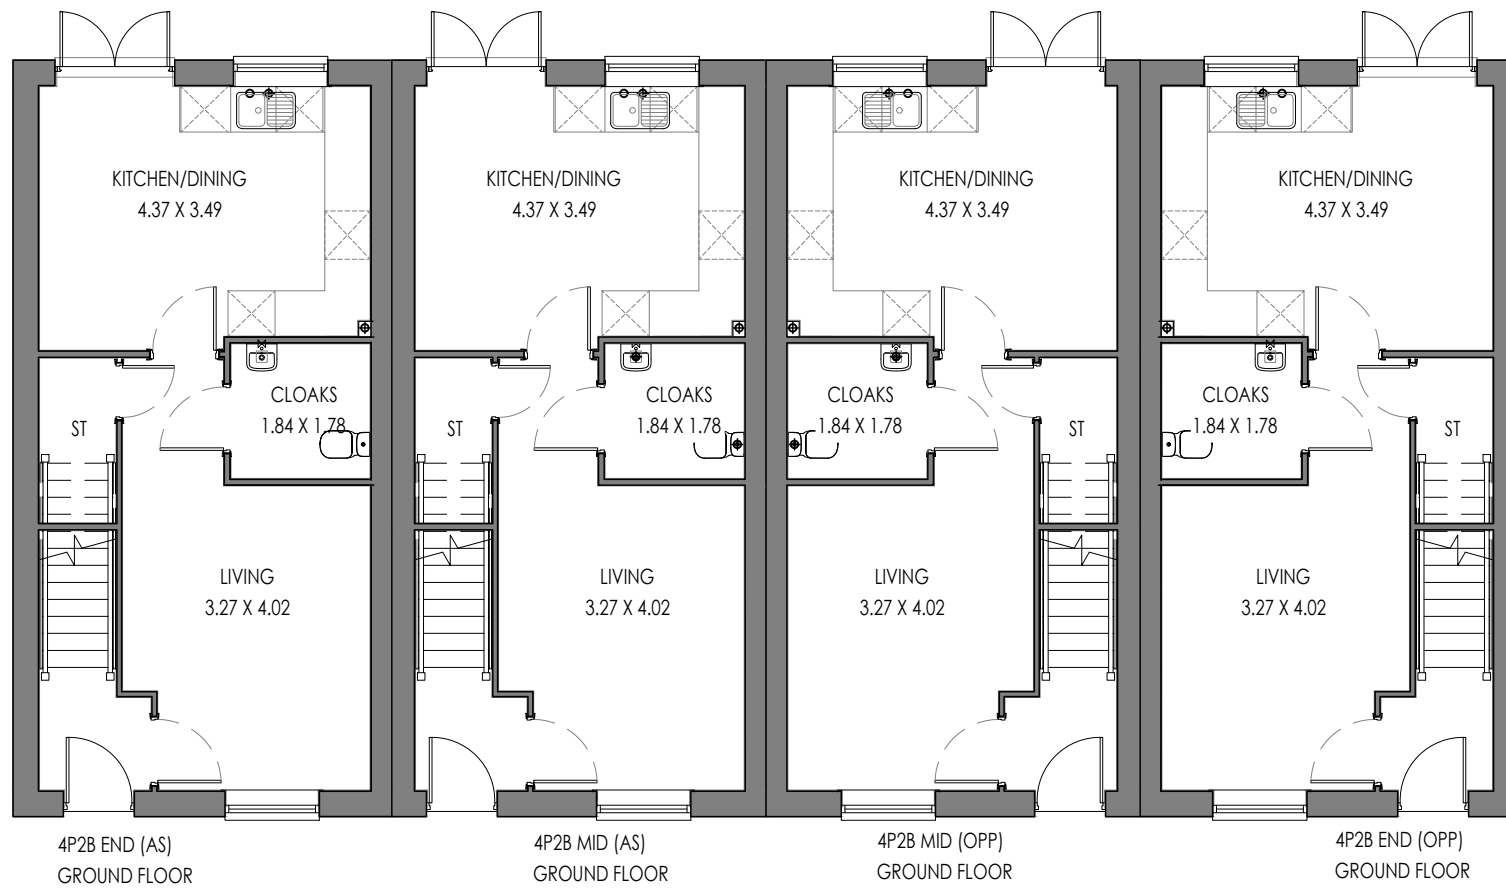 KITCHEN/DINING
4.37 X 3.49
CLOAKS
1.84 X 1.78
ST
LIVING
3.27 X 4.02
4P2B END (AS)
GROUND FLOOR
KITCHEN/DINING
4.37 X 3.49
CLOAKS
1.84 X 1.78
ST
LIVING
3.27 X 4.02
4P2B MID (AS)
GROUND FLOOR
KITCHEN/DINING
4.37 X 3.49
CLOAKS
1.84 X 1.78
ST
LIVING
3.27 X 4.02
4P2B MID (OPP)
GROUND FLOOR
KITCHEN/DINING
4.37 X 3.49
CLOAKS
1.84 X 1.78
ST
LIVING
3.27 X 4.02
4P2B END (OPP)
GROUND FLOOR